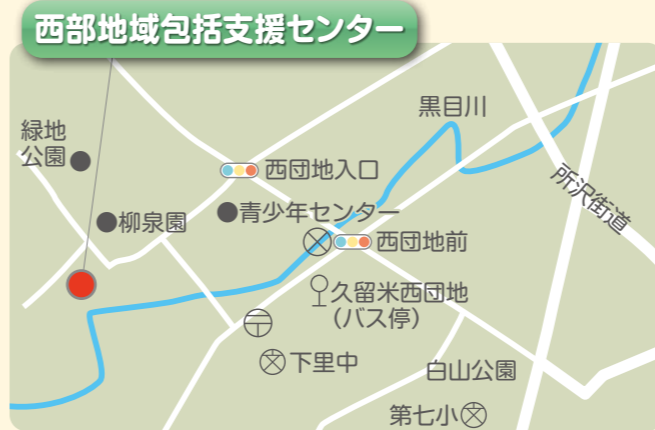 西部地域包括支援センター
黒目川
緑地
公園
西団地入口
所沢街道
青少年センター
柳泉園
西団地前
久留米西団地
（バス停）
下里中
白山公園
第七小